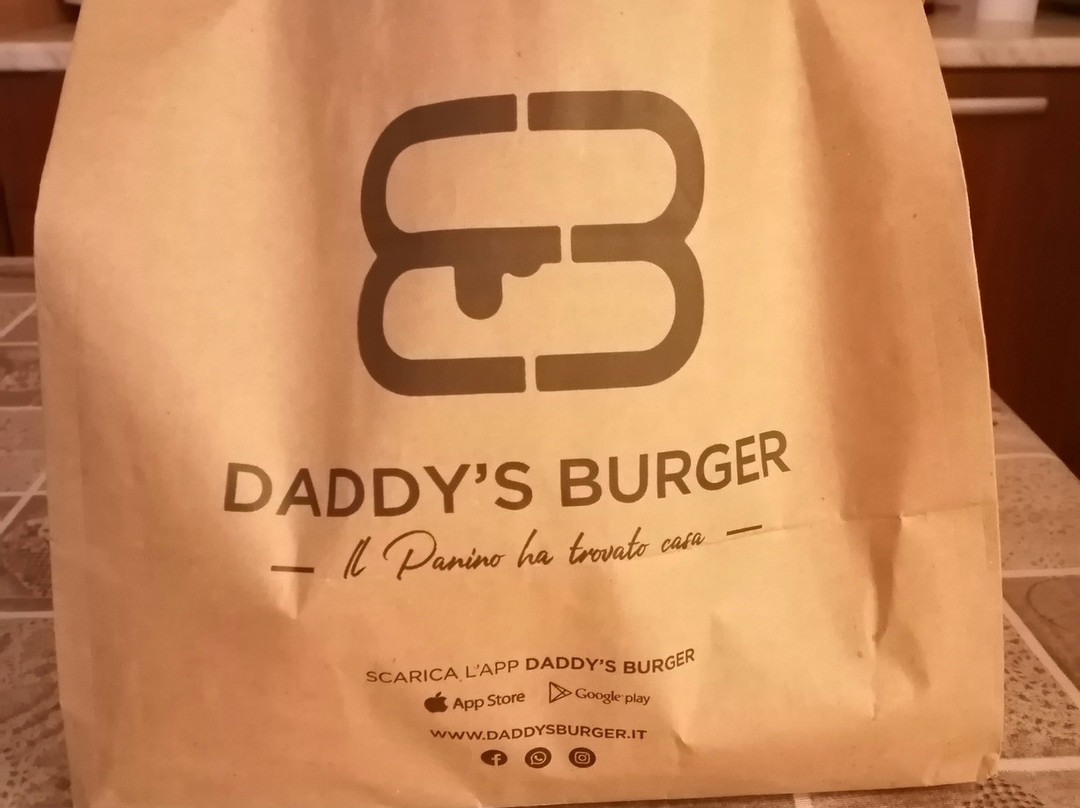 DADDY'S BURGER
Il Panino ha trovato casa
SCARICA L'APP DADDY'S BURGER
App Store Google play
WWW.DADDYSBURGER.IT